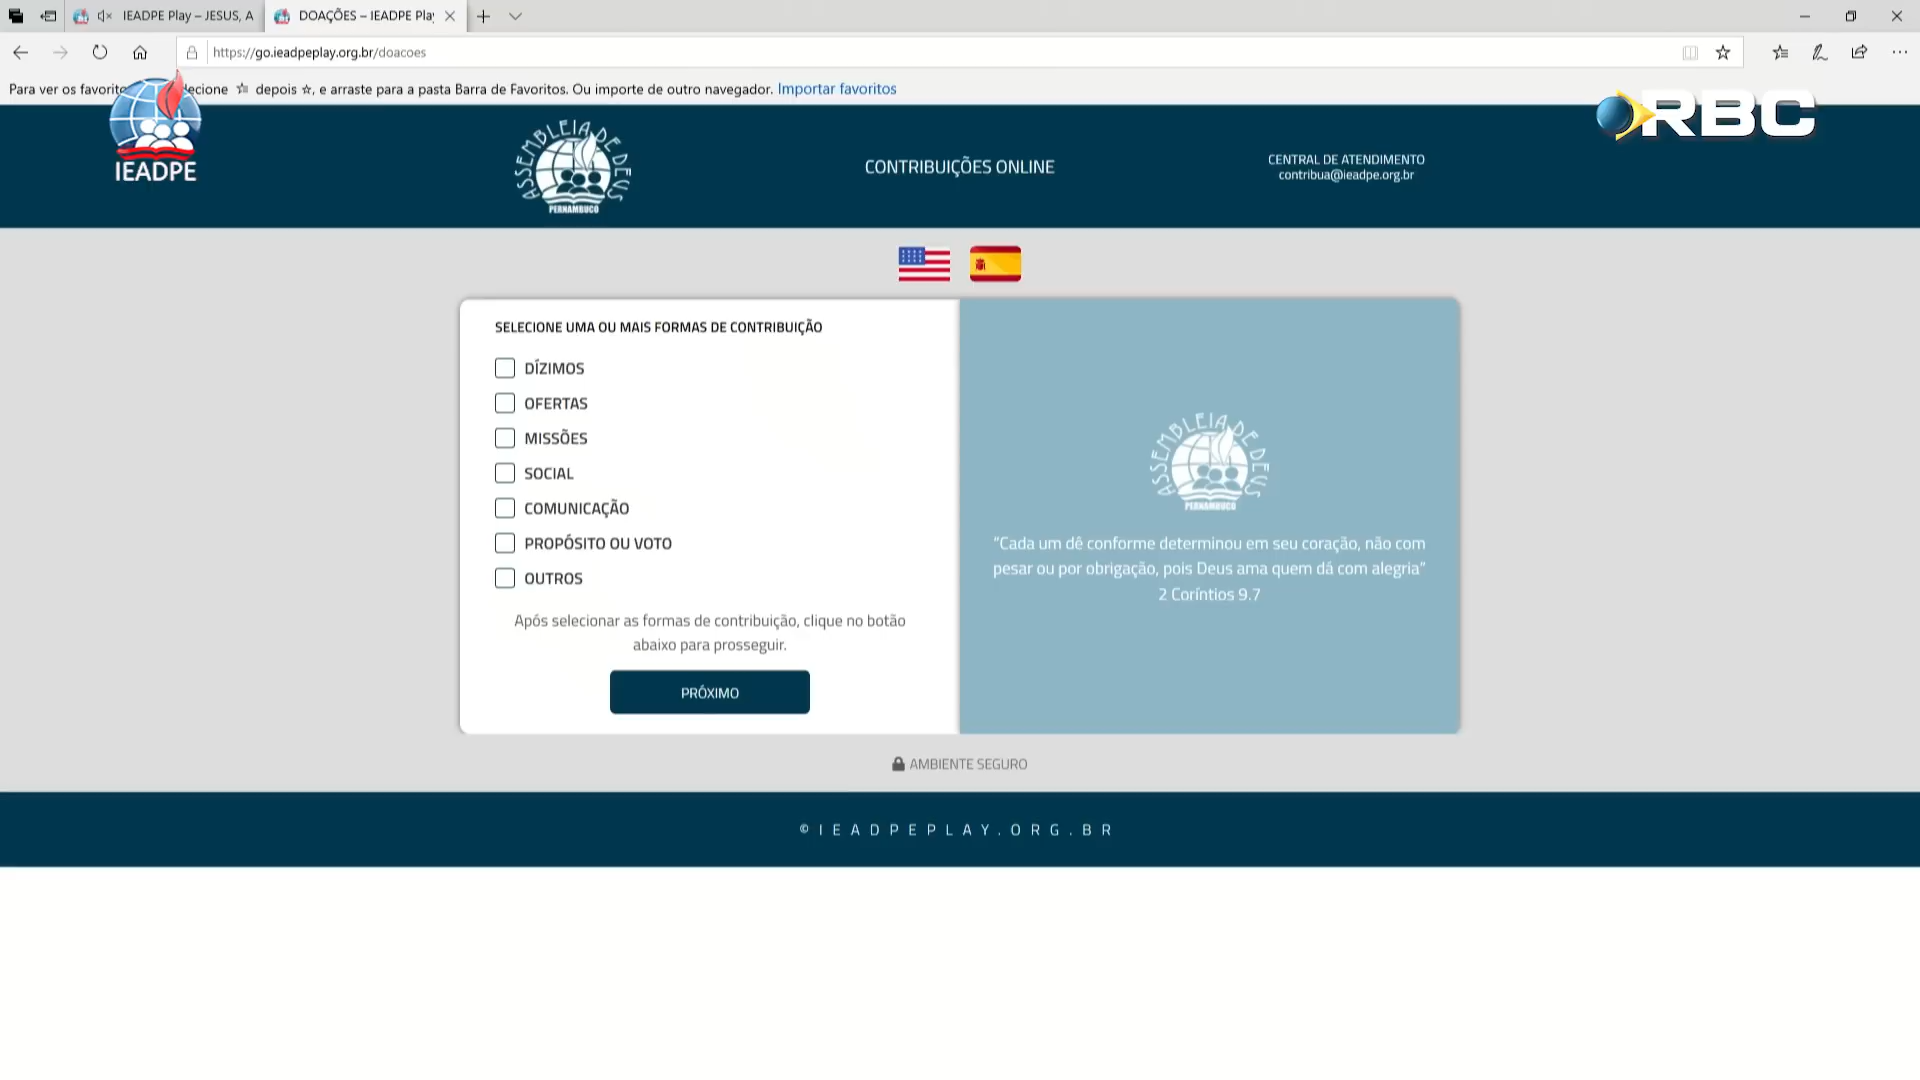 IEADPE Play – JESUS, A
DOAÇÕES – IEADPE Play
https://go.ieadpeplay.org.br/doacoes
Para ver os favorito lecione depois ☆, e arraste para a pasta Barra de Favoritos. Ou importe de outro navegador. Importar favoritos
IEADPE
ASSEMBLEIA DE DEUS
PERNAMBUCO
CONTRIBUIÇÕES ONLINE
CENTRAL DE ATENDIMENTO
contribua@ieadpe.org.br
RBC
SELECIONE UMA OU MAIS FORMAS DE CONTRIBUIÇÃO
DÍZIMOS
OFERTAS
MISSÕES
SOCIAL
COMUNICAÇÃO
PROPÓSITO OU VOTO
OUTROS
Após selecionar as formas de contribuição, clique no botão
abaixo para prosseguir.
PRÓXIMO
ASSEMBLEIA DE DEUS
PERNAMBUCO
“Cada um dê conforme determinou em seu coração, não com
pesar ou por obrigação, pois Deus ama quem dá com alegria”
2 Coríntios 9.7
AMBIENTE SEGURO
© IEADPEPLAY.ORG.BR